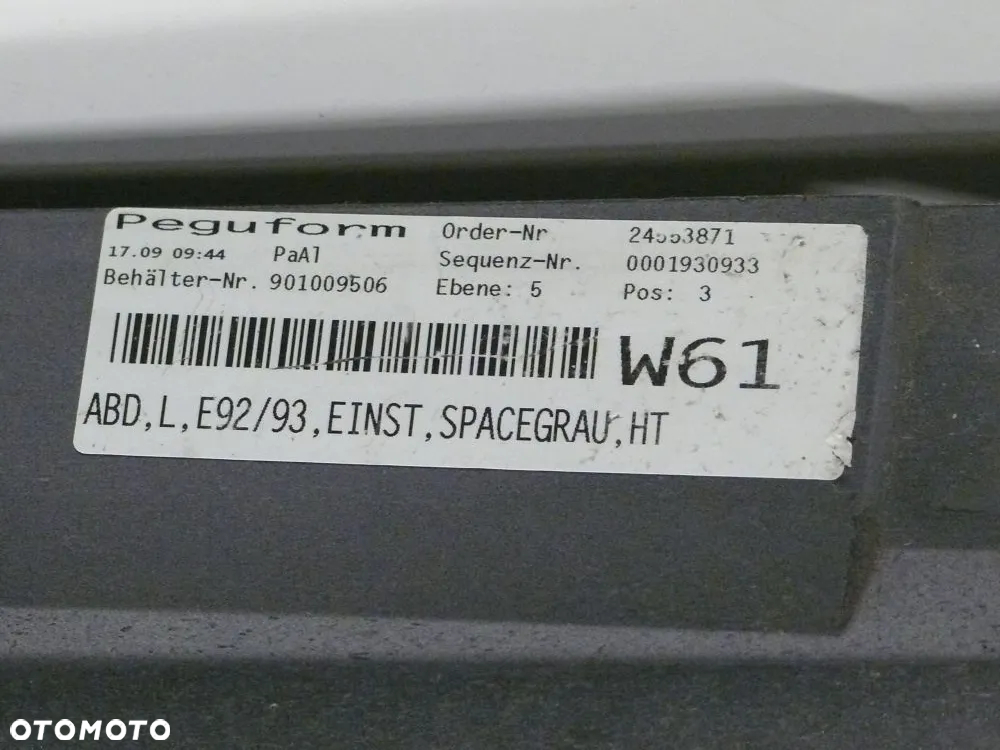 Peguform
Order-Nr
17.09 09:44 PaAl
Sequenz-Nr. 0001930933
Behälter-Nr. 901009506 Ebene: 5 Pos: 3
W61
ABD,L,E92/93,EINST,SPACEGRAU,HT
OTOMOTO